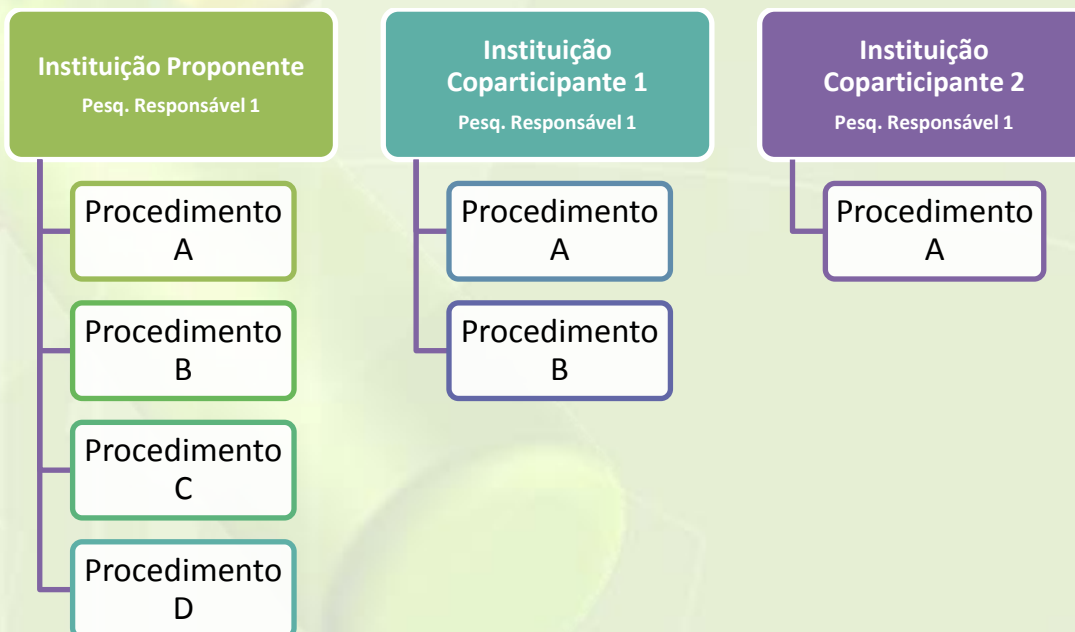 Instituição Proponente
Pesq. Responsável 1
Procedimento
A
Procedimento
B
Procedimento
C
Procedimento
D
Instituição
Coparticipante 1
Pesq. Responsável 1
Procedimento
A
Procedimento
B
Instituição
Coparticipante 2
Pesq. Responsável 1
Procedimento
A